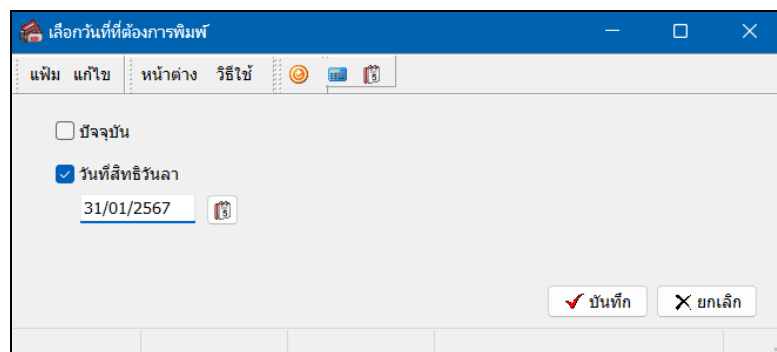 เลือกวันที่ที่ต้องการพิมพ์
แฟ้ม แก้ไข หน้าต่าง วิธีใช้
ปัจจุบัน
วันที่สิทธิวันลา
31/01/2567
บันทึก ยกเลิก